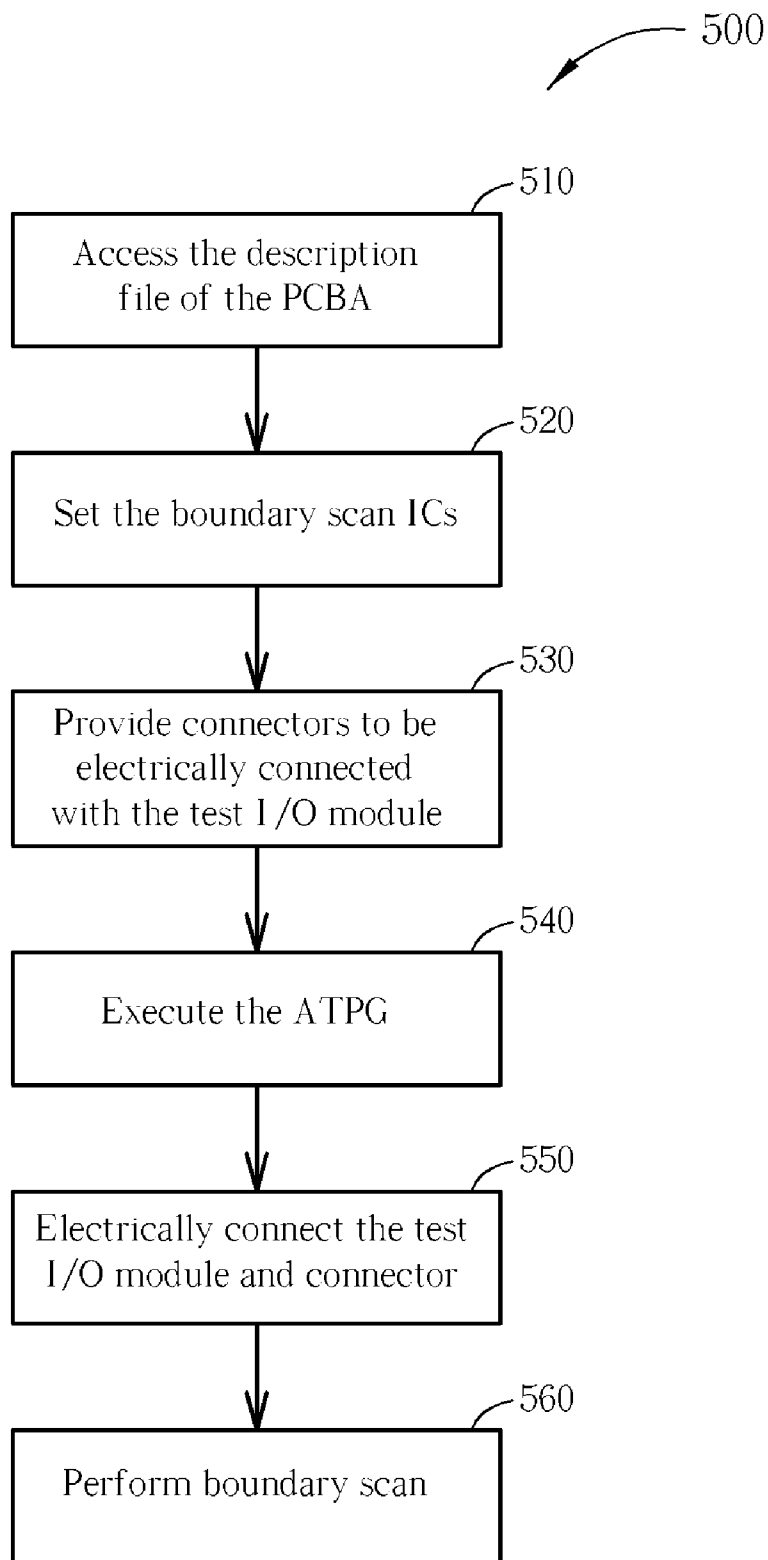 500
510
Access the description
file of the PCBA
520
Set the boundary scan ICs
530
Provide connectors to be
electrically connected
with the test I/O module
540
Execute the ATPG
550
Electrically connect the test
I/O module and connector
560
Perform boundary scan